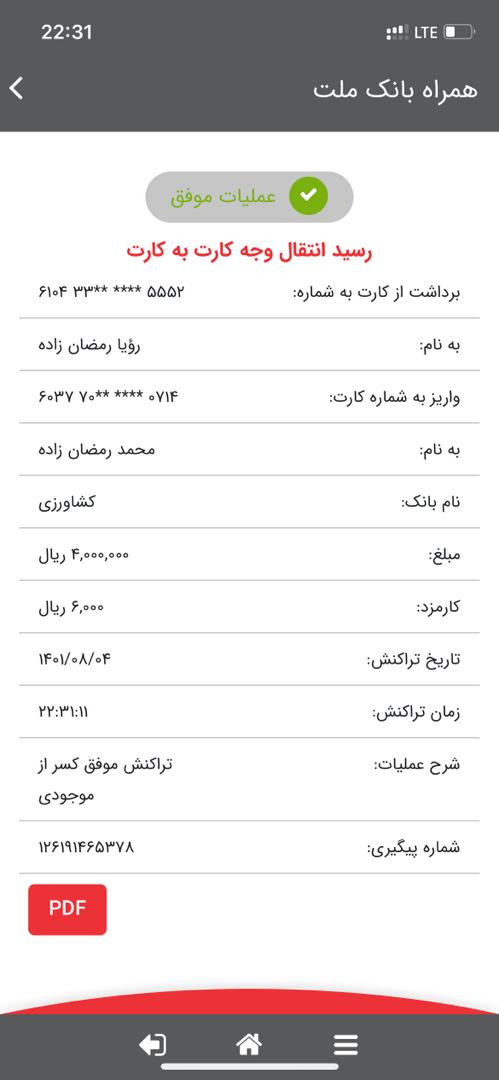 22:31
LTE
همراه بانک ملت
عملیات موفق
رسید انتقال وجه کارت به کارت
برداشت از کارت به شماره: ۶۱۰۴ ۳۳** **** ۵۵۵۲
به نام: رؤیا رمضان زاده
واریز به شماره کارت: ۶۰۳۷ ۷۰** **** ۰۷۱۴
به نام: محمد رمضان زاده
نام بانک: کشاورزی
مبلغ: ۴,۰۰۰,۰۰۰ ریال
کارمزد: ۶,۰۰۰ ریال
تاریخ تراکنش: ۱۴۰۱/۰۸/۰۴
زمان تراکنش: ۲۲:۳۱:۱۱
شرح عملیات: تراکنش موفق کسر از
موجودی
شماره پیگیری: ۱۲۶۱۹۱۴۶۵۳۷۸
PDF